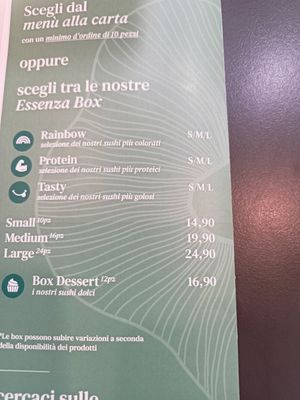 Scegli dal
menù alla carta
con un minimo d'ordine di 10 pezzi
oppure
scegli tra le nostre
Essenza Box
Rainbow S/M/L
selezione dei nostri sushi più colorati
Protein S/M/L
selezione dei nostri sushi più proteici
Tasty S/M/L
selezione dei nostri sushi più golosi
Small 10pz 14,90
Medium 16pz 19,90
Large 24pz 24,90
Box Dessert 12pz 16,90
i nostri sushi dolci
*Le box possono subire variazioni a seconda
della disponibilità dei prodotti
cercaci sullo